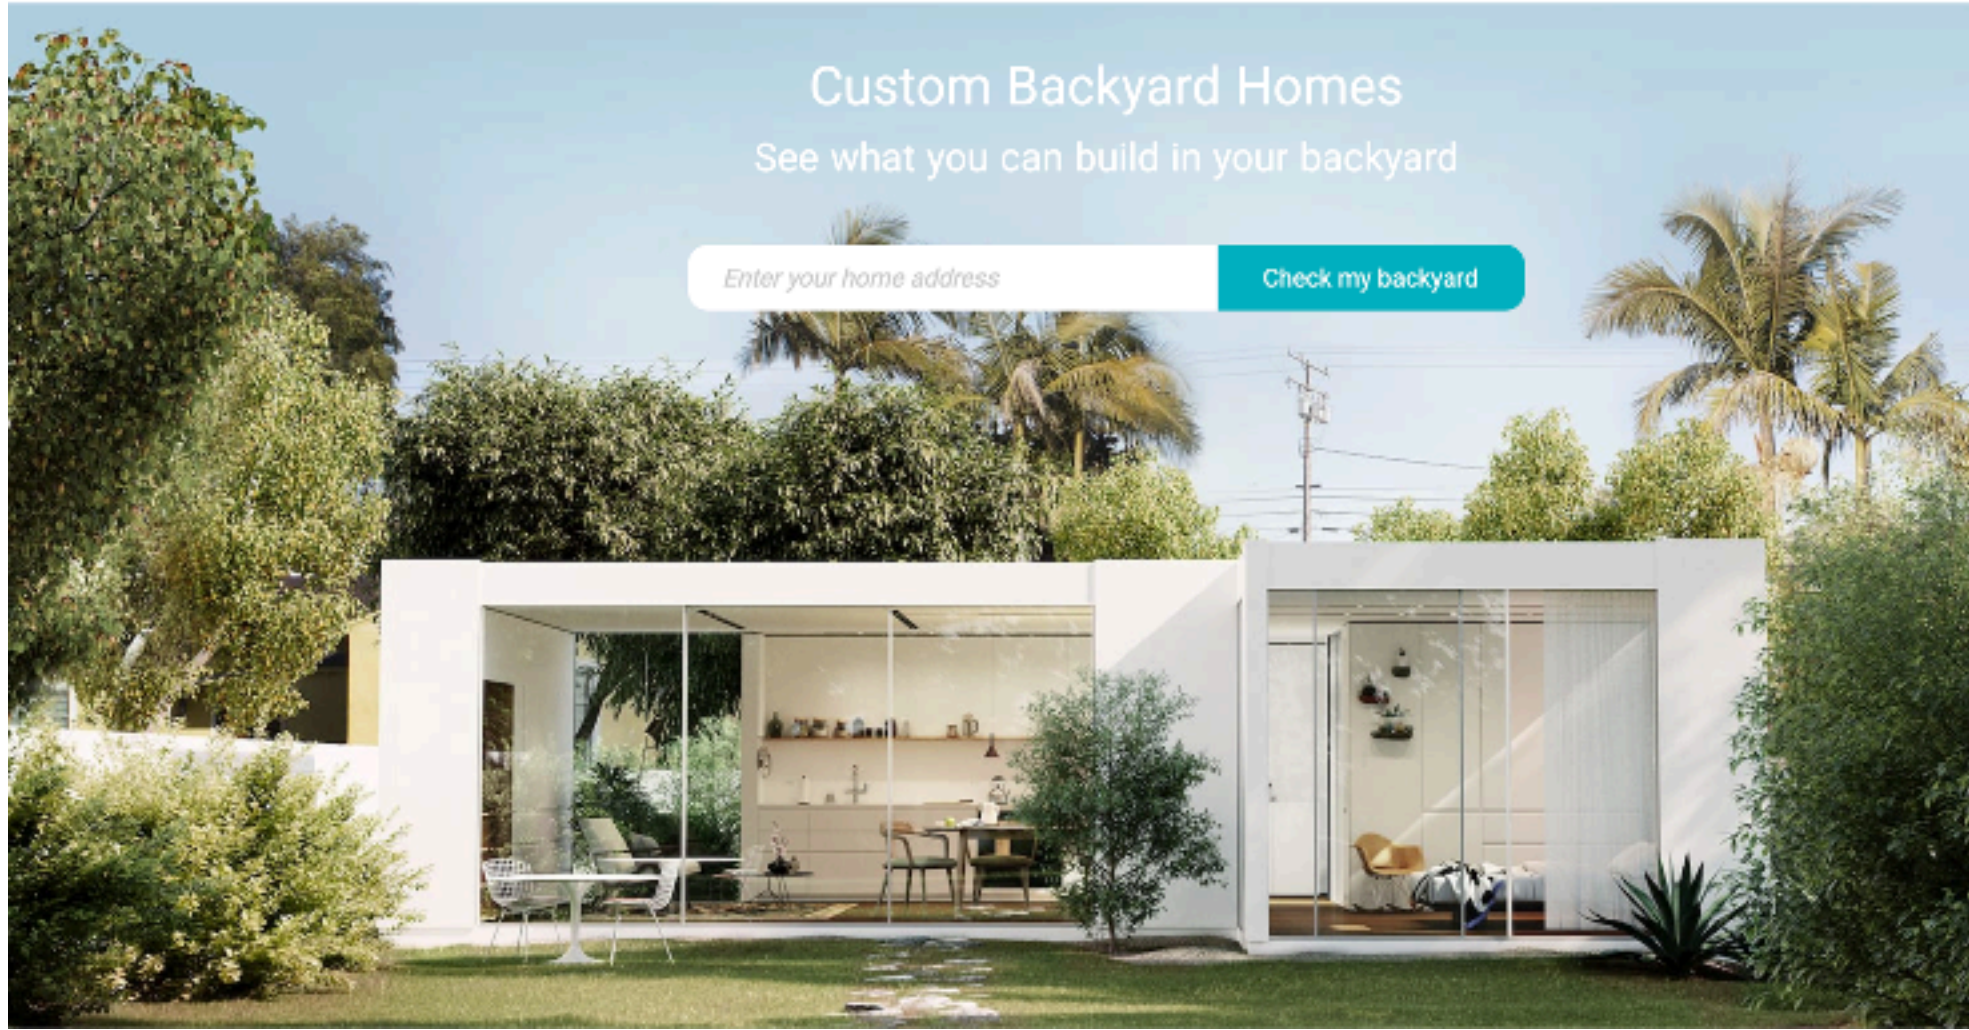 Custom Backyard Homes
See what you can build in your backyard
Enter your home address
Check my backyard